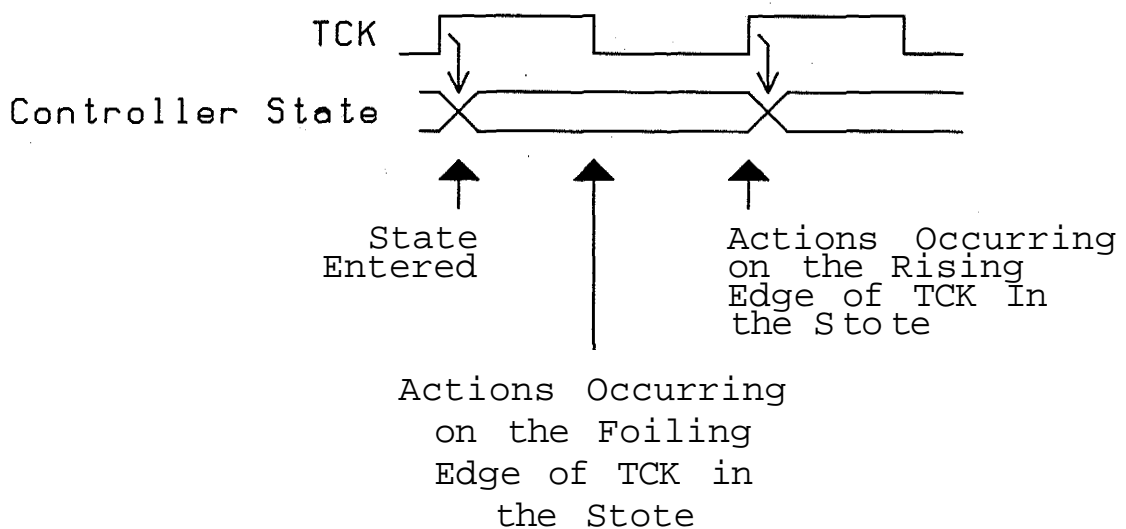 TCK
Controller State
State
Entered
Actions Occurring
on the Rising
Edge of TCK In
the Stote
Actions Occurring
on the Foiling
Edge of TCK in
the Stote